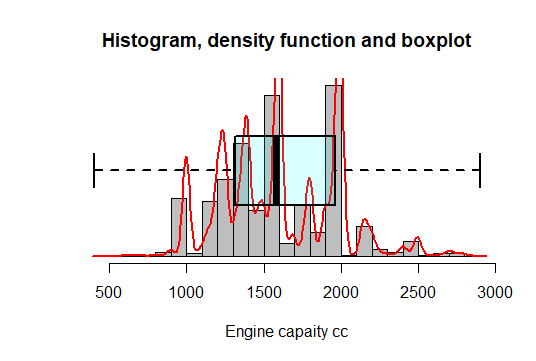 Histogram, density function and boxplot
500 1000 1500 2000 2500 3000
Engine capaity cc